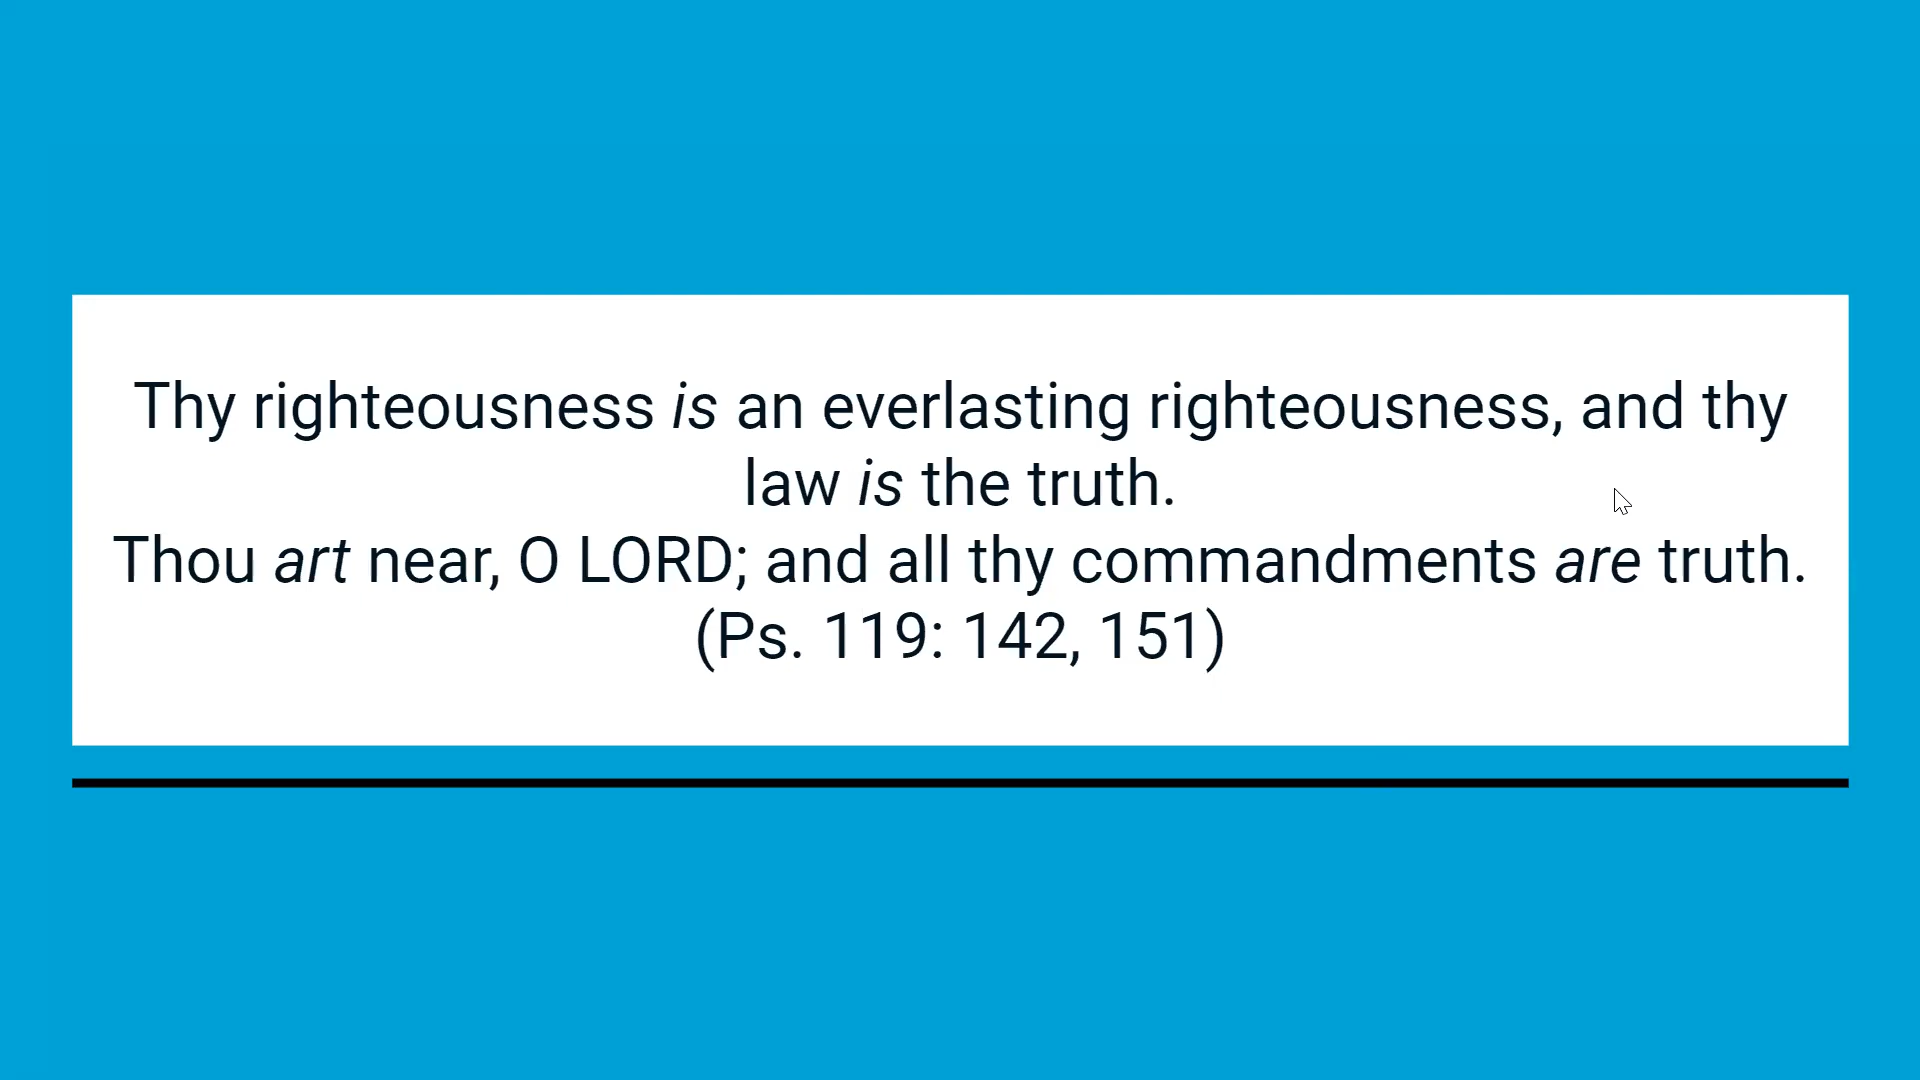 Thy righteousness is an everlasting righteousness, and thy
law is the truth.
Thou art near, O LORD; and all thy commandments are truth.
(Ps. 119: 142, 151)